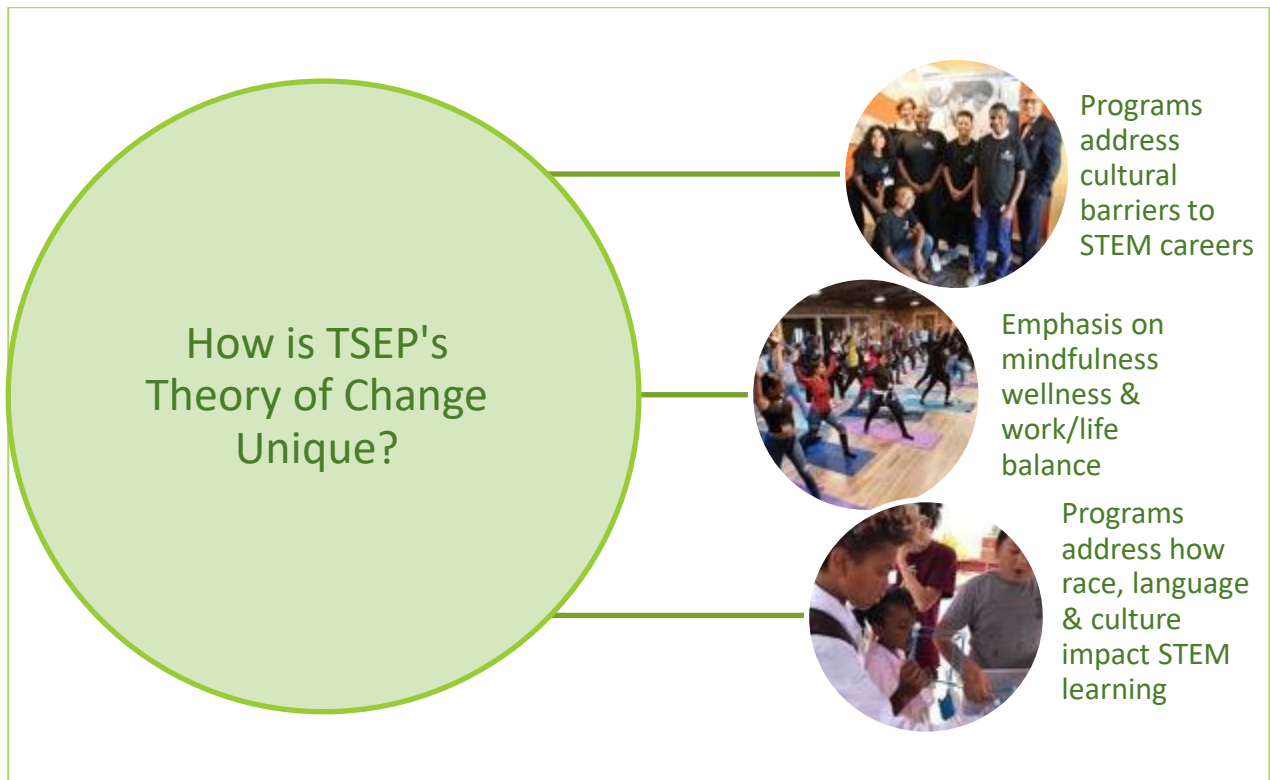 How is TSEP's
Theory of Change
Unique?
Programs
address
cultural
barriers to
STEM careers
Emphasis on
mindfulness
wellness &
work/life
balance
Programs
address how
race, language
& culture
impact STEM
learning